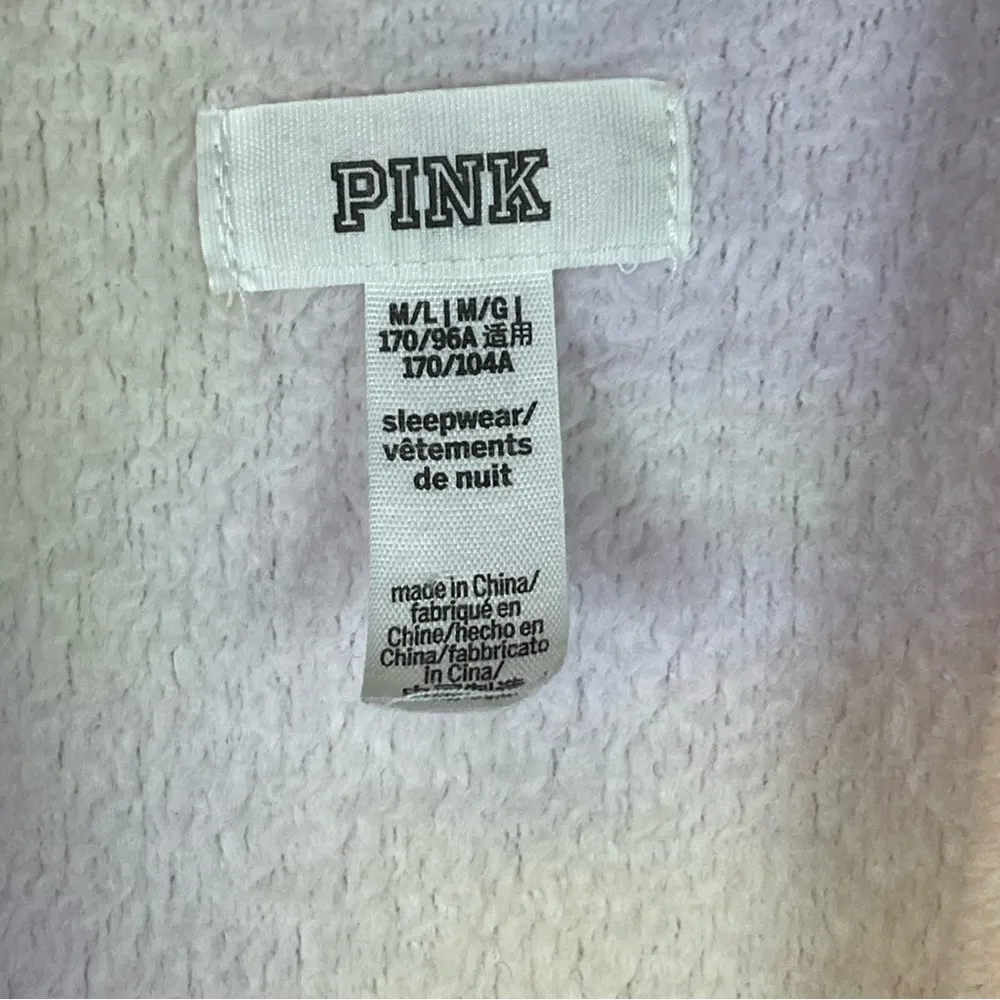 PINK
M/L | M/G |
170/96A 适用
170/104A
sleepwear/
vêtements
de nuit
made in China/
fabriqué en
Chine/hecho en
China/fabbricato
in Cina/